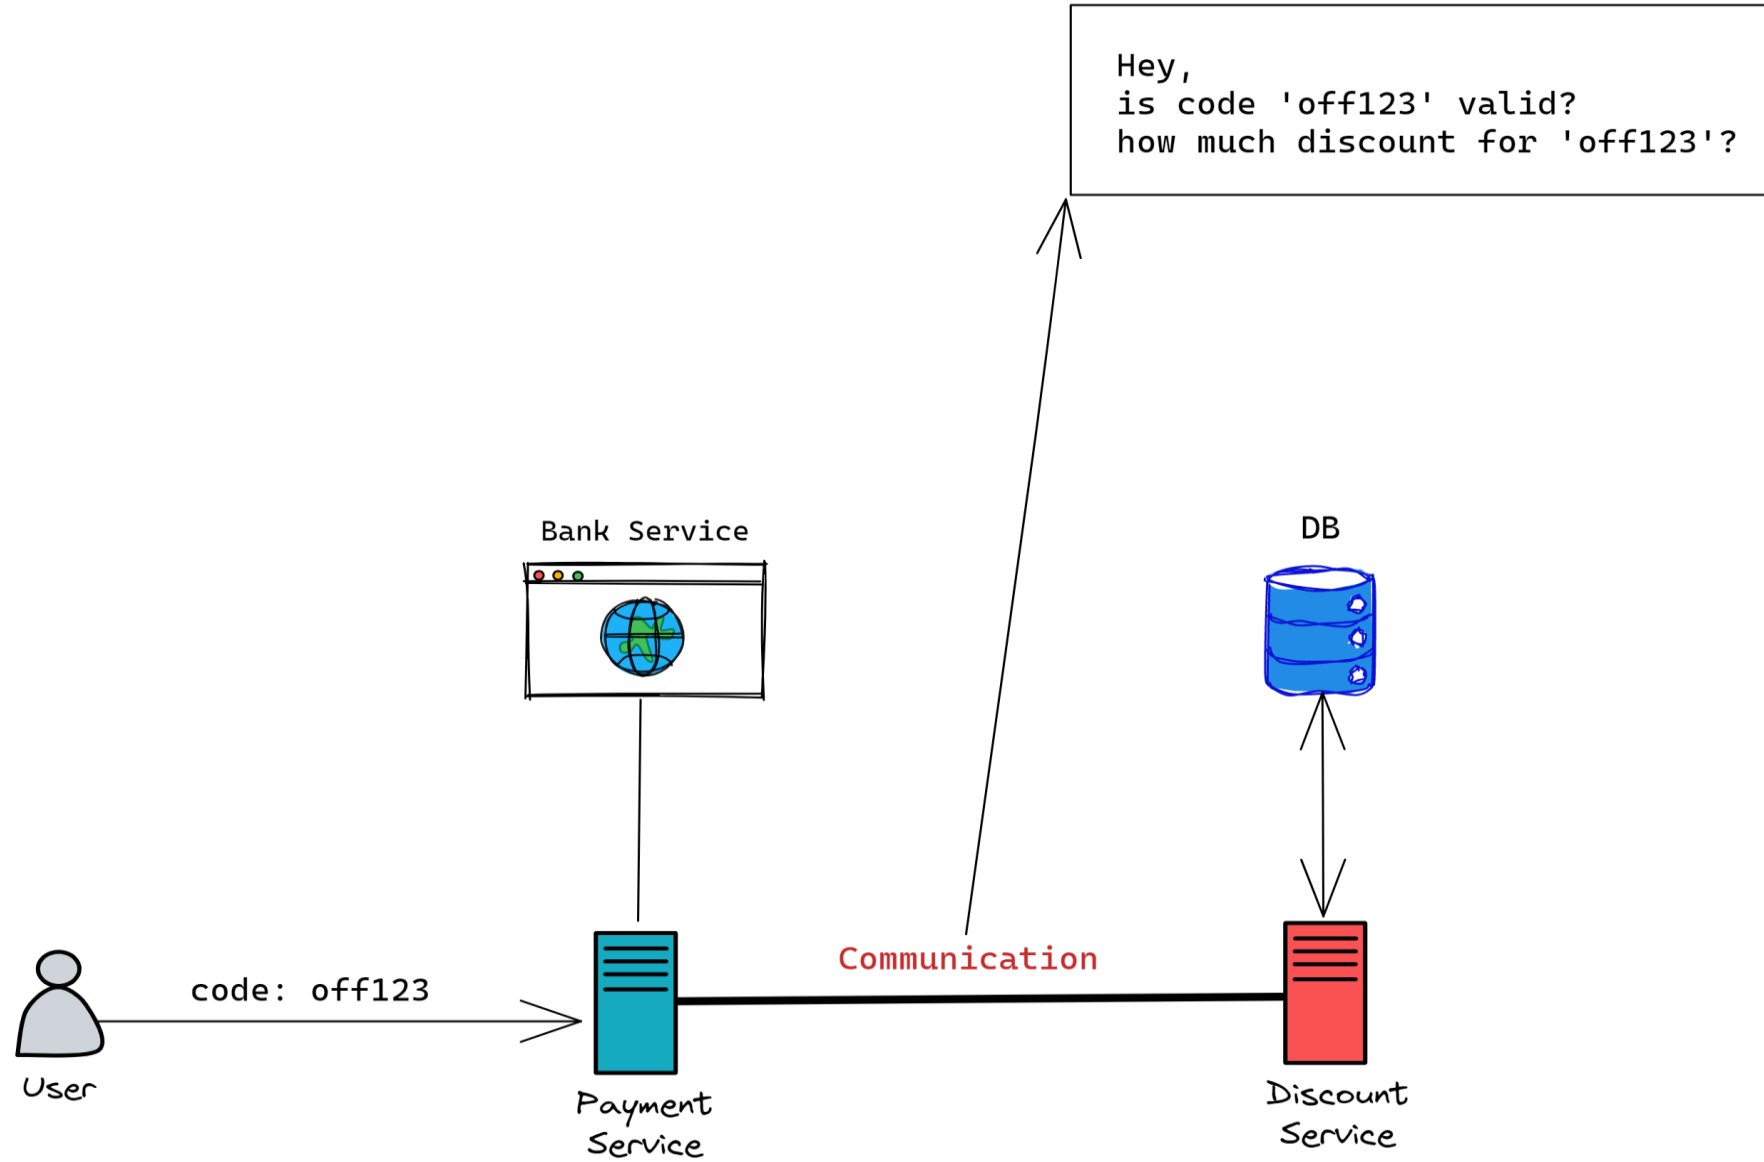 Hey,
is code 'off123' valid?
how much discount for 'off123'?
Bank Service
DB
Communication
code: off123
User
Payment
Service
Discount
Service